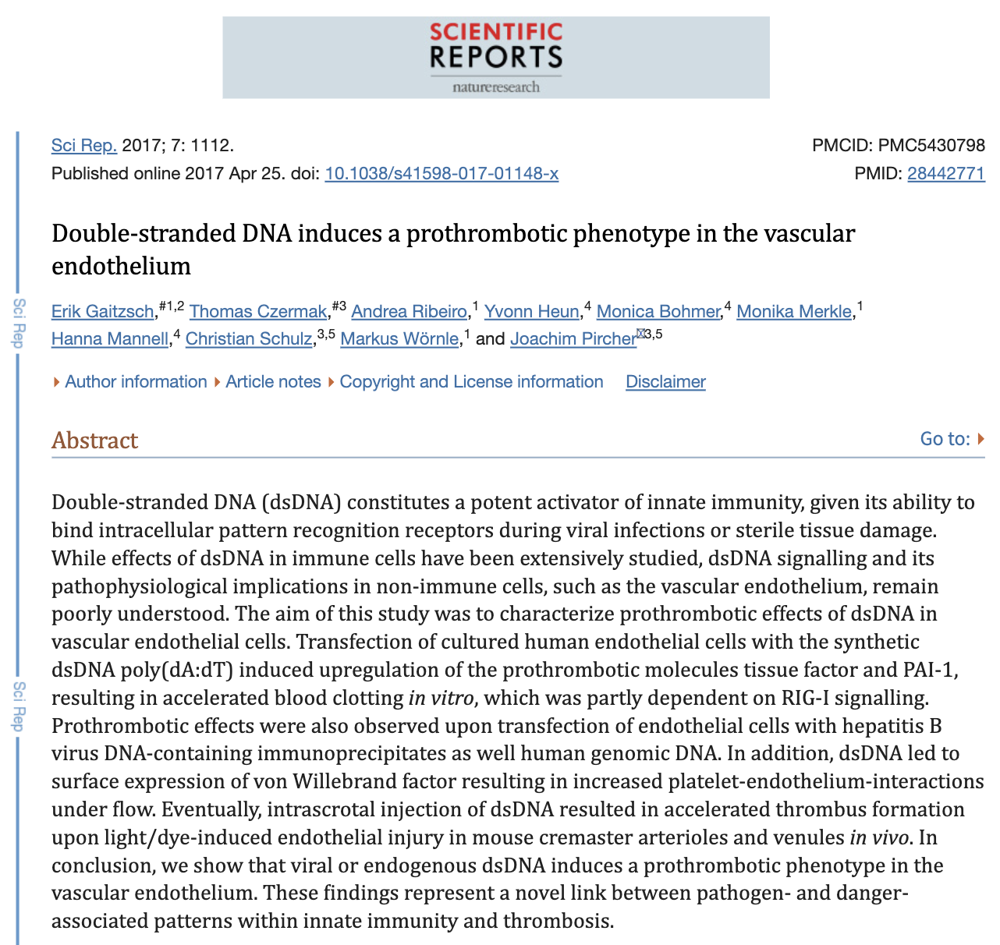 SCIENTIFIC
REPORTS
natureresearch
Sci Rep. 2017; 7: 1112.
PMCID: PMC5430798
Published online 2017 Apr 25. doi: 10.1038/s41598-017-01148-x
PMID: 28442771
Double-stranded DNA induces a prothrombotic phenotype in the vascular
endothelium
Erik Gaitzsch,#1,2 Thomas Czermak,#3 Andrea Ribeiro,1 Yvonn Heun,4 Monica Bohmer,4 Monika Merkle,1
Hanna Mannell,4 Christian Schulz,3,5 Markus Wörnle,1 and Joachim Pircher3,5
Author information Article notes Copyright and License information Disclaimer
Abstract
Go to:
Double-stranded DNA (dsDNA) constitutes a potent activator of innate immunity, given its ability to
bind intracellular pattern recognition receptors during viral infections or sterile tissue damage.
While effects of dsDNA in immune cells have been extensively studied, dsDNA signalling and its
pathophysiological implications in non-immune cells, such as the vascular endothelium, remain
poorly understood. The aim of this study was to characterize prothrombotic effects of dsDNA in
vascular endothelial cells. Transfection of cultured human endothelial cells with the synthetic
dsDNA poly(dA:dT) induced upregulation of the prothrombotic molecules tissue factor and PAI-1,
resulting in accelerated blood clotting in vitro, which was partly dependent on RIG-I signalling.
Prothrombotic effects were also observed upon transfection of endothelial cells with hepatitis B
virus DNA-containing immunoprecipitates as well human genomic DNA. In addition, dsDNA led to
surface expression of von Willebrand factor resulting in increased platelet-endothelium-interactions
under flow. Eventually, intrascrotal injection of dsDNA resulted in accelerated thrombus formation
upon light/dye-induced endothelial injury in mouse cremaster arterioles and venules in vivo. In
conclusion, we show that viral or endogenous dsDNA induces a prothrombotic phenotype in the
vascular endothelium. These findings represent a novel link between pathogen- and danger-
associated patterns within innate immunity and thrombosis.
Sci Rep
Sci Rep